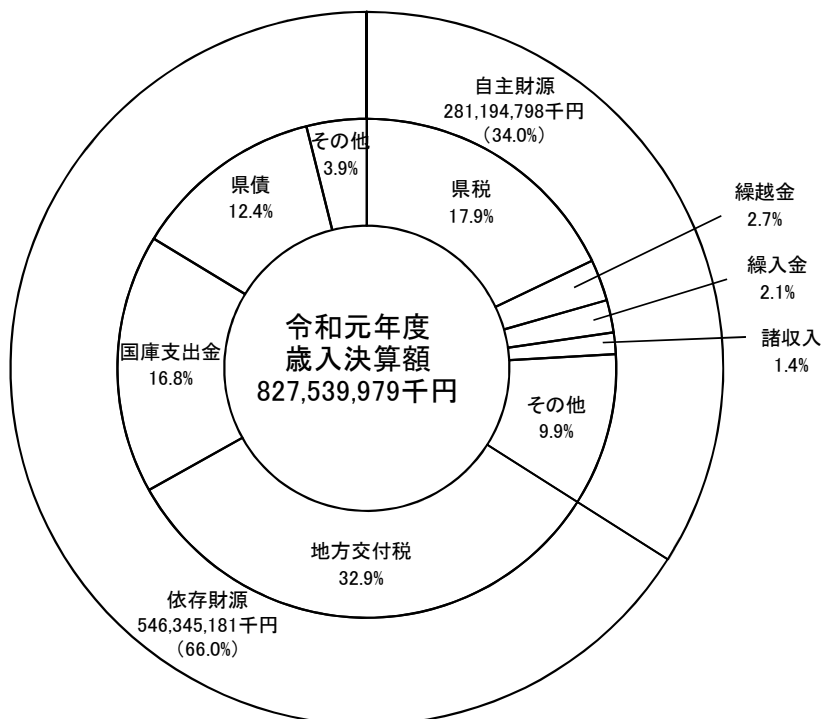 自主財源
281,194,798千円
（34.0%）
県税
17.9%
繰越金
2.7%
繰入金
2.1%
諸収入
1.4%
その他
9.9%
地方交付税
32.9%
依存財源
546,345,181千円
（66.0%）
国庫支出金
16.8%
県債
12.4%
その他
3.9%
令和元年度
歳入決算額
827,539,979千円